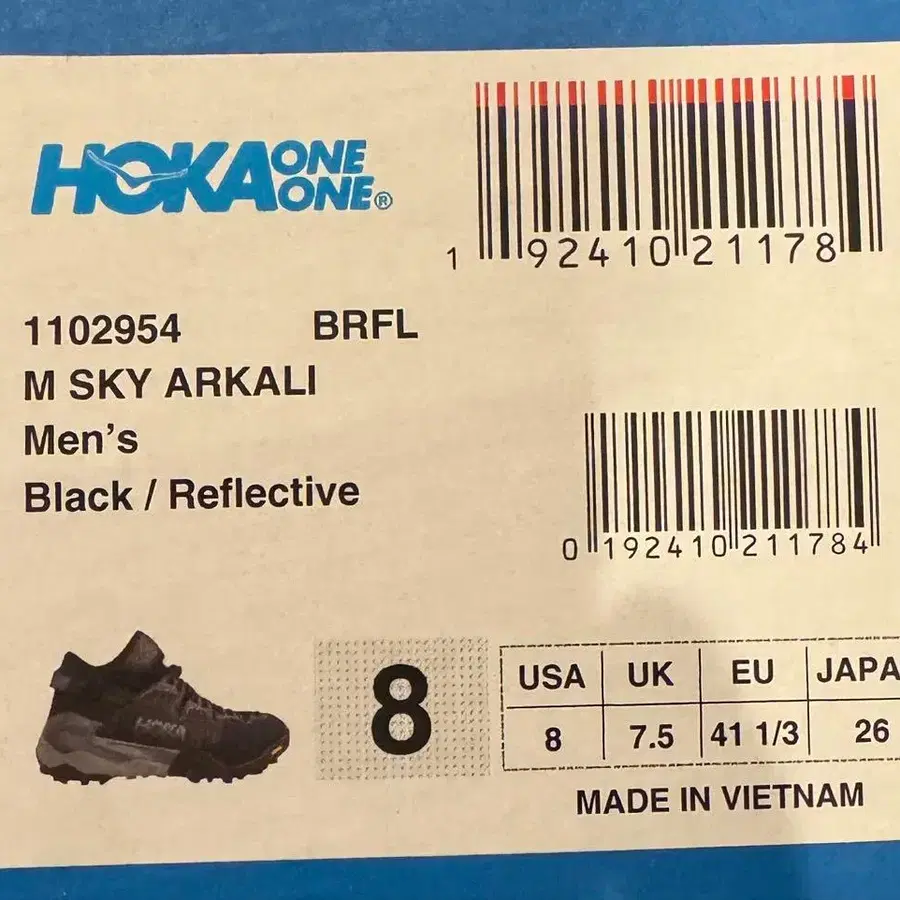 HOKA ONE ONE®
1 92410 21178
1102954 BRFL
M SKY ARKALI
Men's
Black / Reflective
0 192410 211784
8
USA UK EU JAPA
8 7.5 41 1/3 26
MADE IN VIETNAM